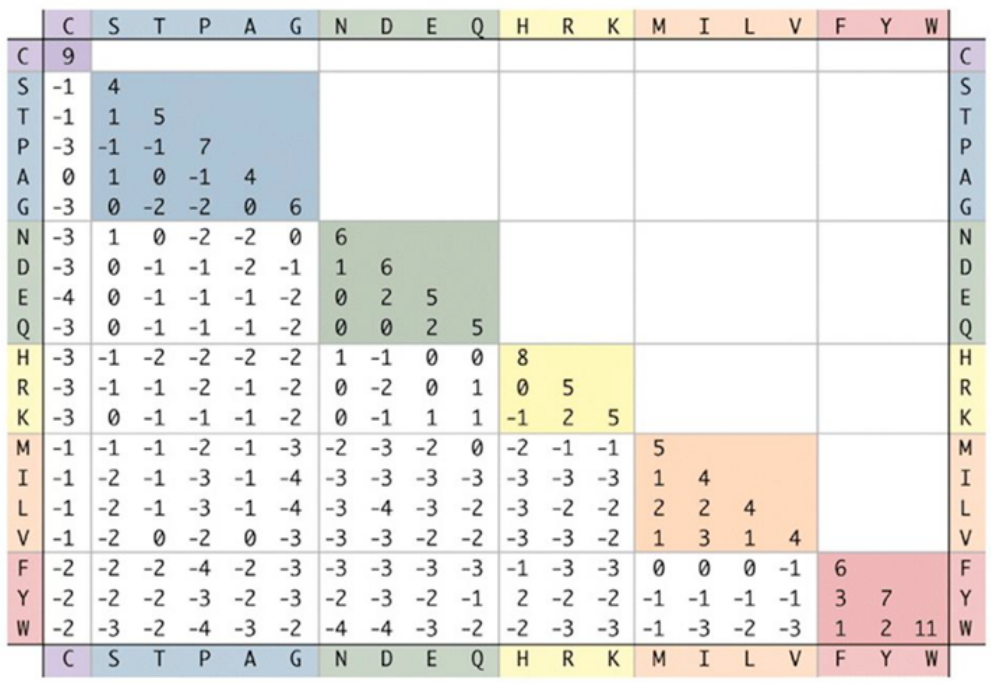 C S T P A G N D E Q H R K M I L V F Y W
C 9 C
S -1 4 S
T -1 1 5 T
P -3 -1 -1 7 P
A 0 1 0 -1 4 A
G -3 0 -2 -2 0 6 G
N -3 1 0 -2 -2 0 6 N
D -3 0 -1 -1 -2 -1 1 6 D
E -4 0 -1 -1 -1 -2 0 2 5 E
Q -3 0 -1 -1 -1 -2 0 0 2 5 Q
H -3 -1 -2 -2 -2 -2 1 -1 0 0 8 H
R -3 -1 -1 -2 -1 -2 0 -2 0 1 0 5 R
K -3 0 -1 -1 -1 -2 0 -1 1 1 -1 2 5 K
M -1 -1 -1 -2 -1 -3 -2 -3 -2 0 -2 -1 -1 5 M
I -1 -2 -1 -3 -1 -4 -3 -3 -3 -3 -3 -3 -3 1 4 I
L -1 -2 -1 -3 -1 -4 -3 -4 -3 -2 -3 -2 -2 2 2 4 L
V -1 -2 0 -2 0 -3 -3 -3 -2 -2 -3 -3 -2 1 3 1 4 V
F -2 -2 -2 -4 -2 -3 -3 -3 -3 -3 -1 -3 -3 0 0 0 -1 6 F
Y -2 -2 -2 -3 -2 -3 -2 -3 -2 -1 2 -2 -2 -1 -1 -1 -1 3 7 Y
W -2 -3 -2 -4 -3 -2 -4 -4 -3 -2 -2 -3 -3 -1 -3 -2 -3 1 2 11 W
C S T P A G N D E Q H R K M I L V F Y W